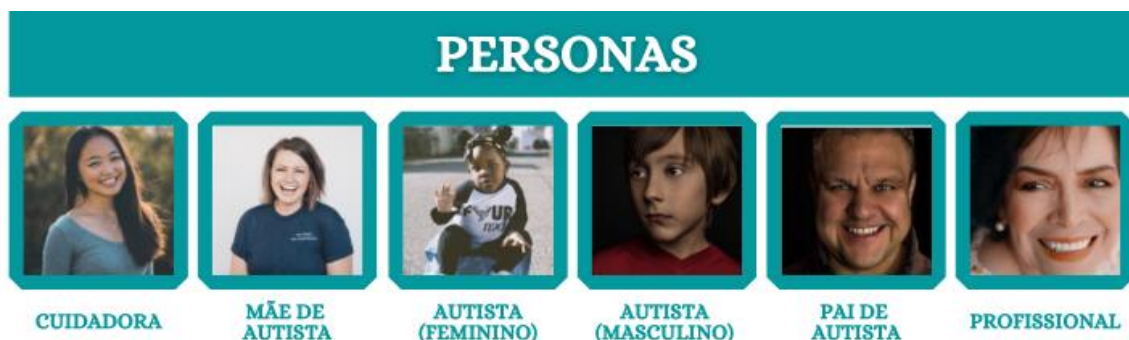 PERSONAS
CUIDADORA
MÃE DE
AUTISTA
AUTISTA
(FEMININO)
AUTISTA
(MASCULINO)
PAI DE
AUTISTA
PROFISSIONAL